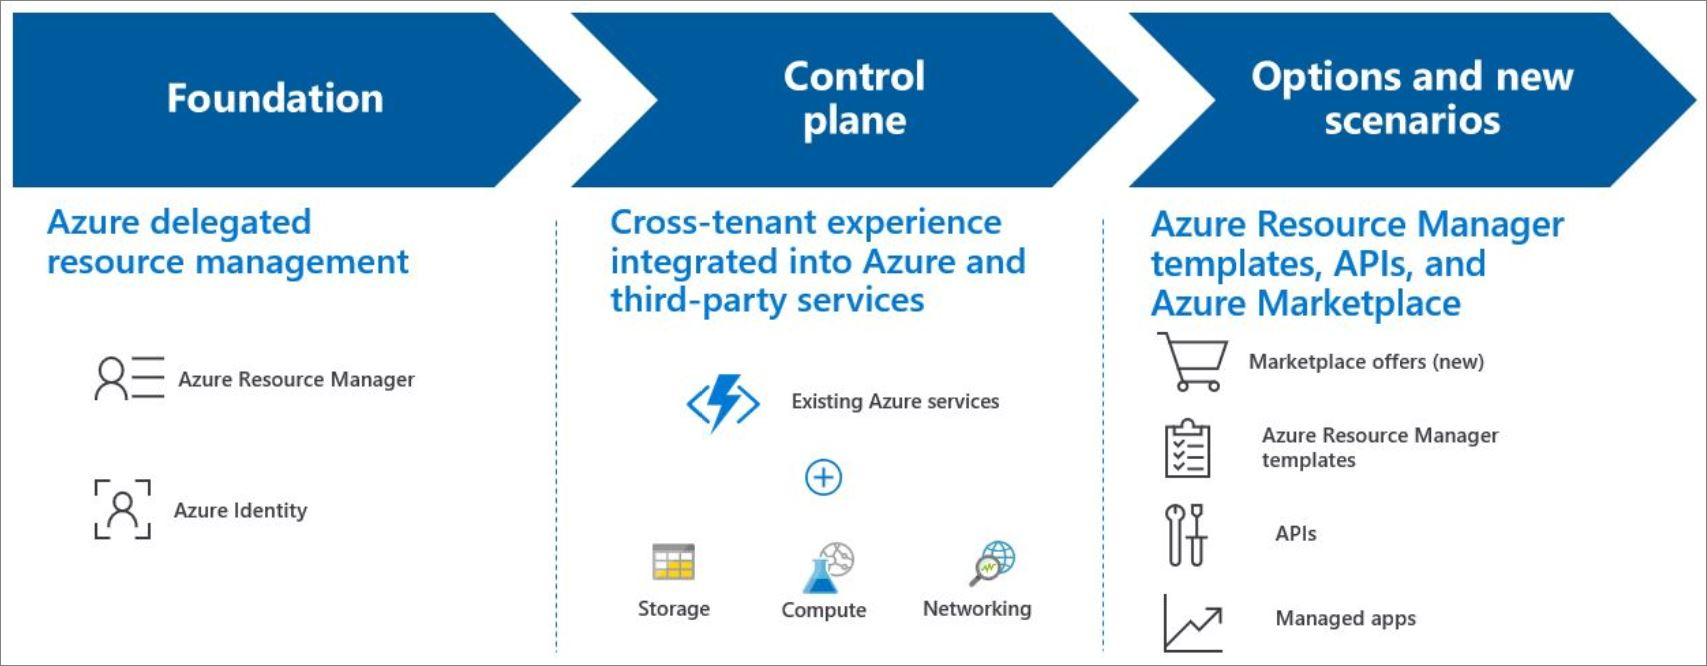 Foundation
Control
plane
Options and new
scenarios
Azure delegated
resource management
Azure Resource Manager
Azure Identity
Cross-tenant experience
integrated into Azure and
third-party services
Existing Azure services
Storage
Compute
Networking
Azure Resource Manager
templates, APIs, and
Azure Marketplace
Marketplace offers (new)
Azure Resource Manager
templates
APIs
Managed apps